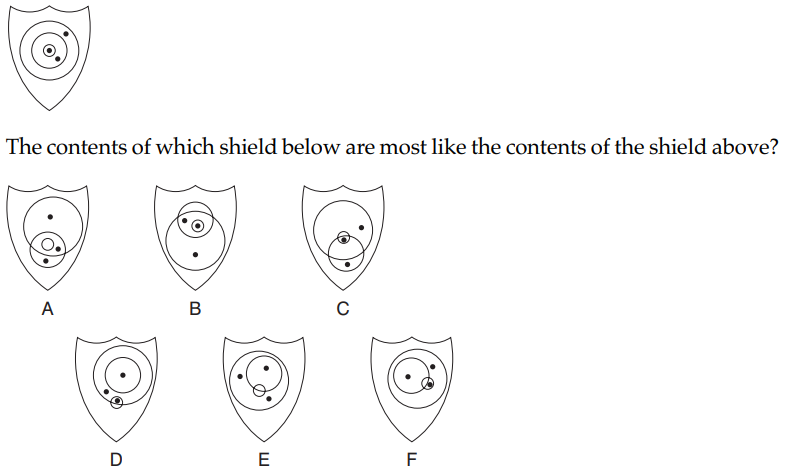 The contents of which shield below are most like the contents of the shield above?
A B C
D E F